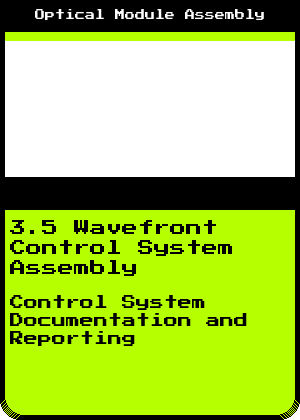 Optical Module Assembly
3.5 Wavefront
Control System
Assembly
Control System
Documentation and
Reporting